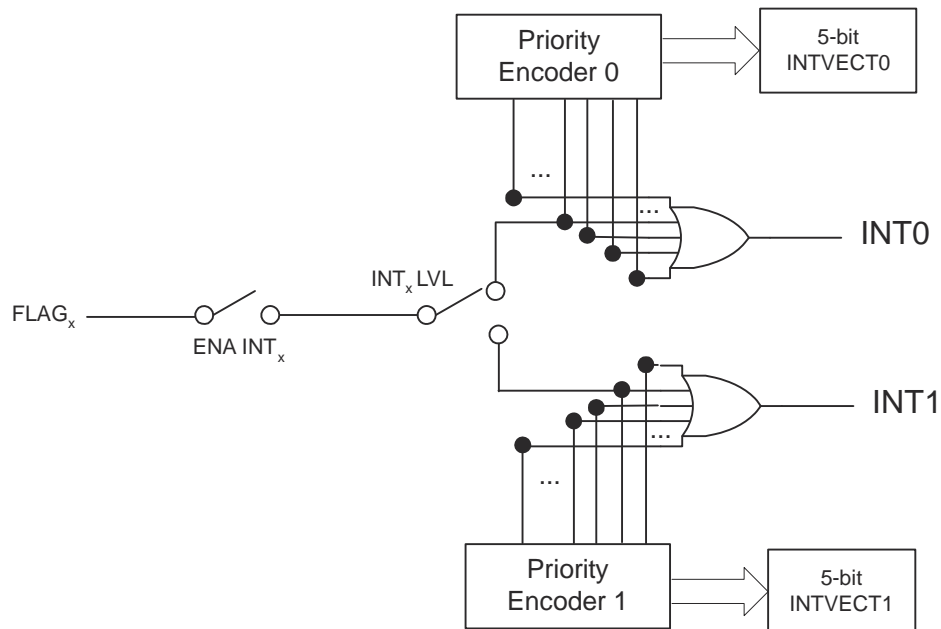 Priority
Encoder 0
5-bit
INTVECT0
...
...
INT0
INTx LVL
FLAGx
ENA INTx
INT1
...
...
Priority
Encoder 1
5-bit
INTVECT1